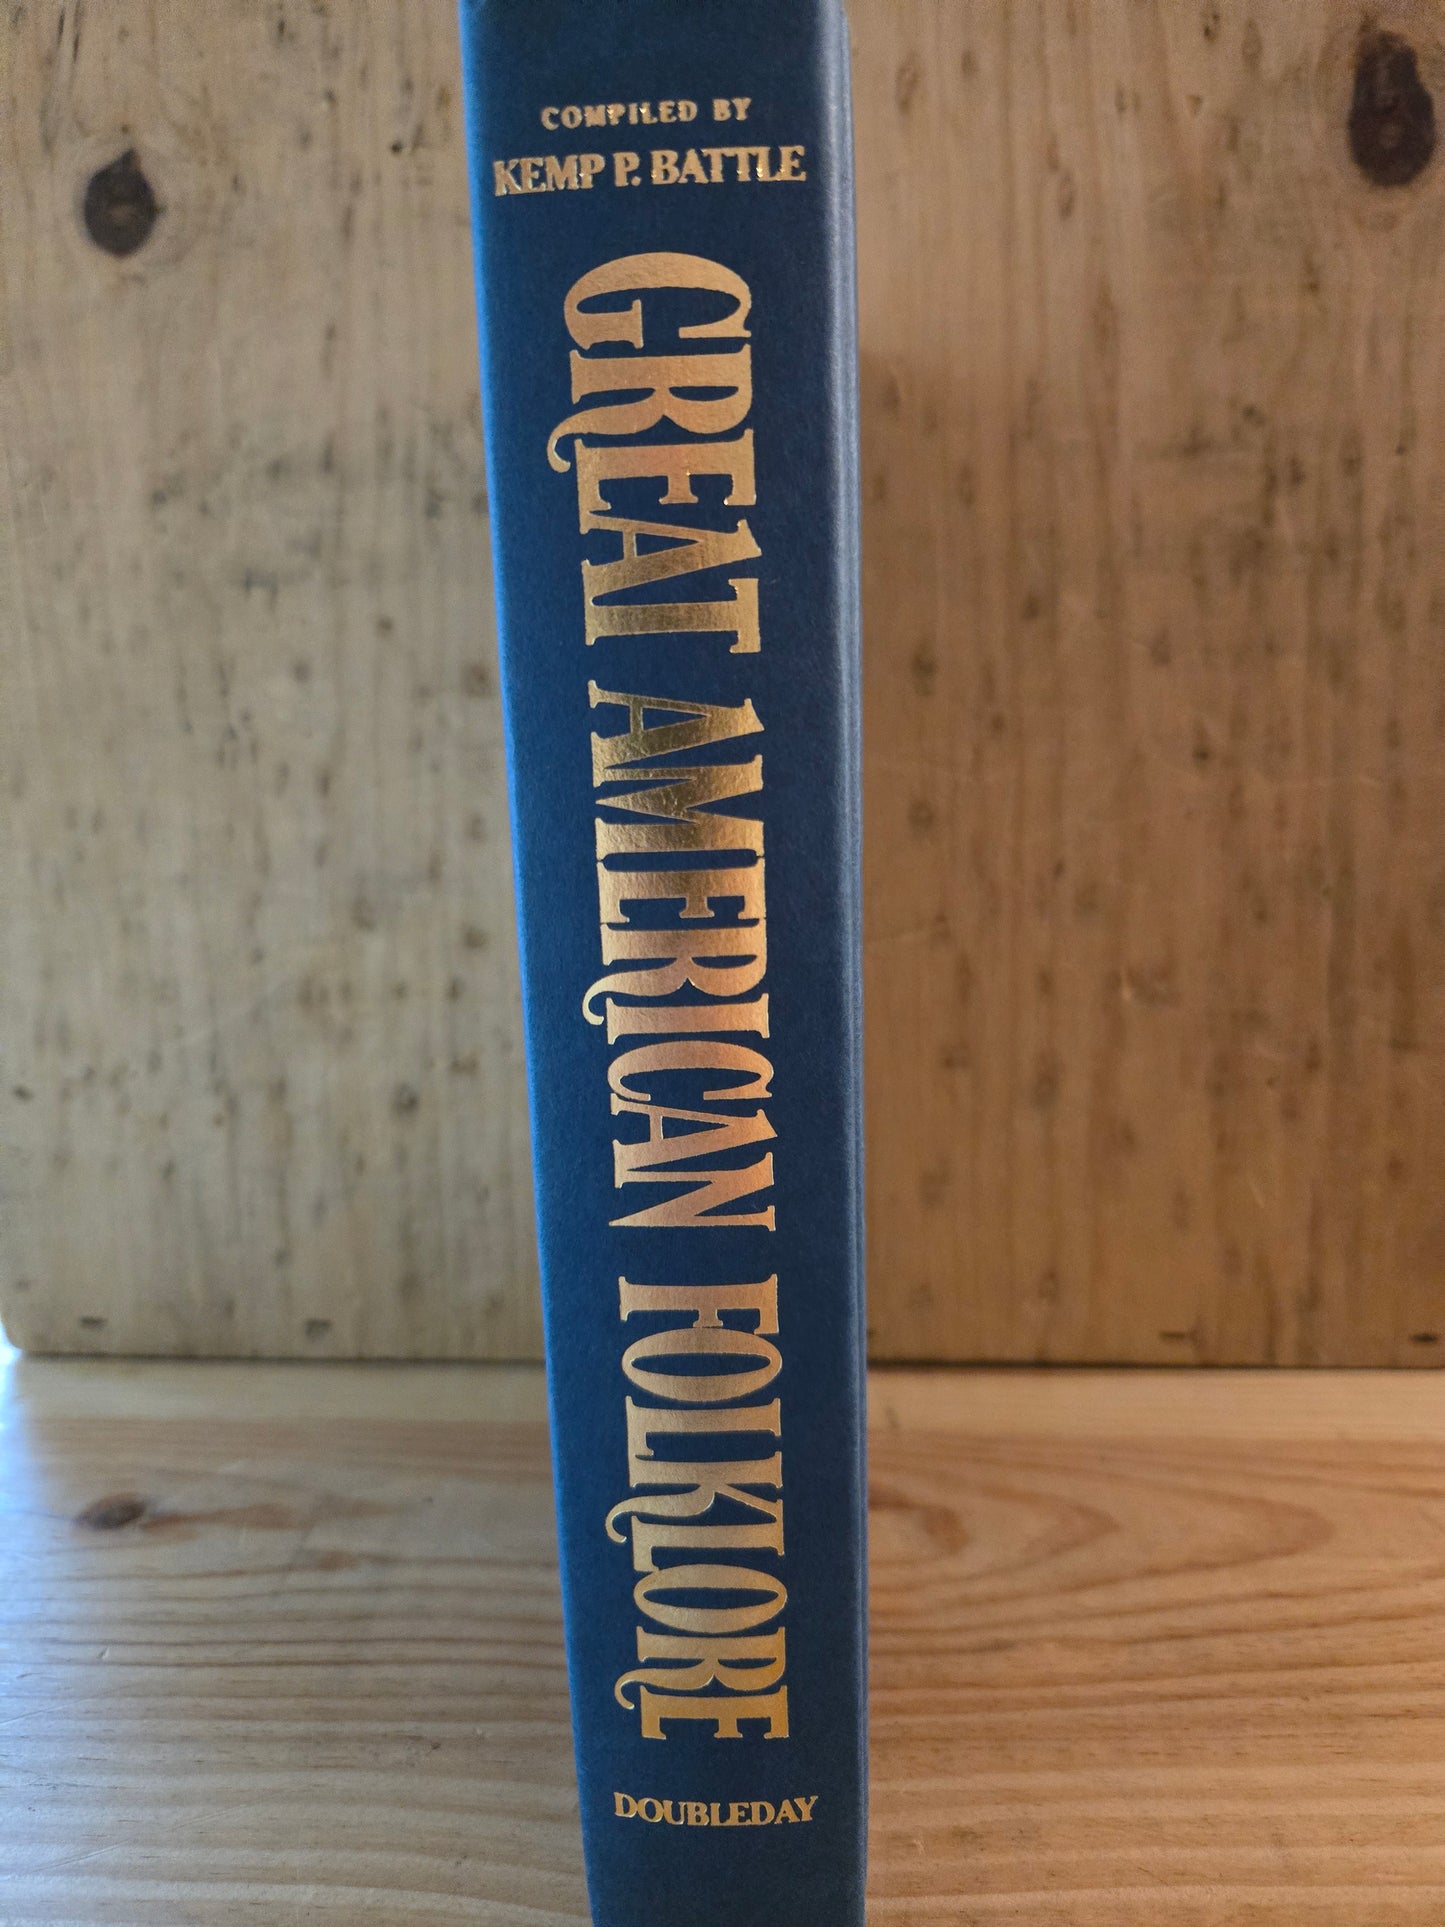 COMPILED BY
KEMP P. BATTLE
GREAT AMERICAN FOLKLORE
DOUBLEDAY